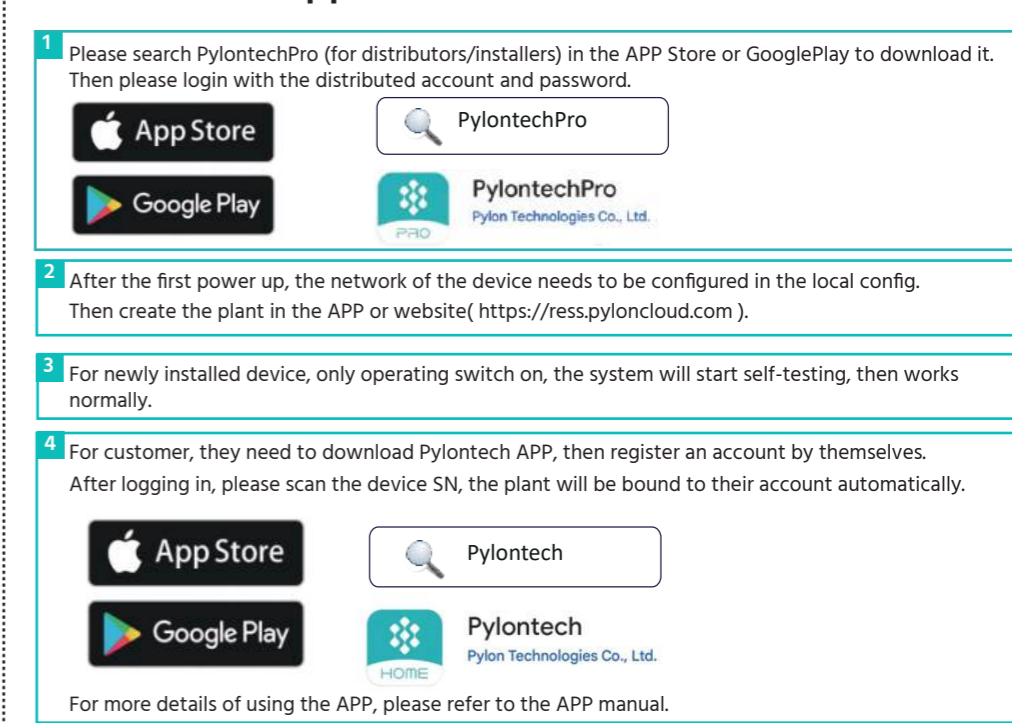 1
Please search PylontechPro (for distributors/installers) in the APP Store or GooglePlay to download it.
Then please login with the distributed account and password.
App Store
PylontechPro
Google Play
PylontechPro
Pylon Technologies Co., Ltd.
PRO
2
After the first power up, the network of the device needs to be configured in the local config.
Then create the plant in the APP or website( https://ress.pyloncloud.com ).
3
For newly installed device, only operating switch on, the system will start self-testing, then works
normally.
4
For customer, they need to download Pylontech APP, then register an account by themselves.
After logging in, please scan the device SN, the plant will be bound to their account automatically.
App Store
Pylontech
Google Play
Pylontech
Pylon Technologies Co., Ltd.
HOME
For more details of using the APP, please refer to the APP manual.